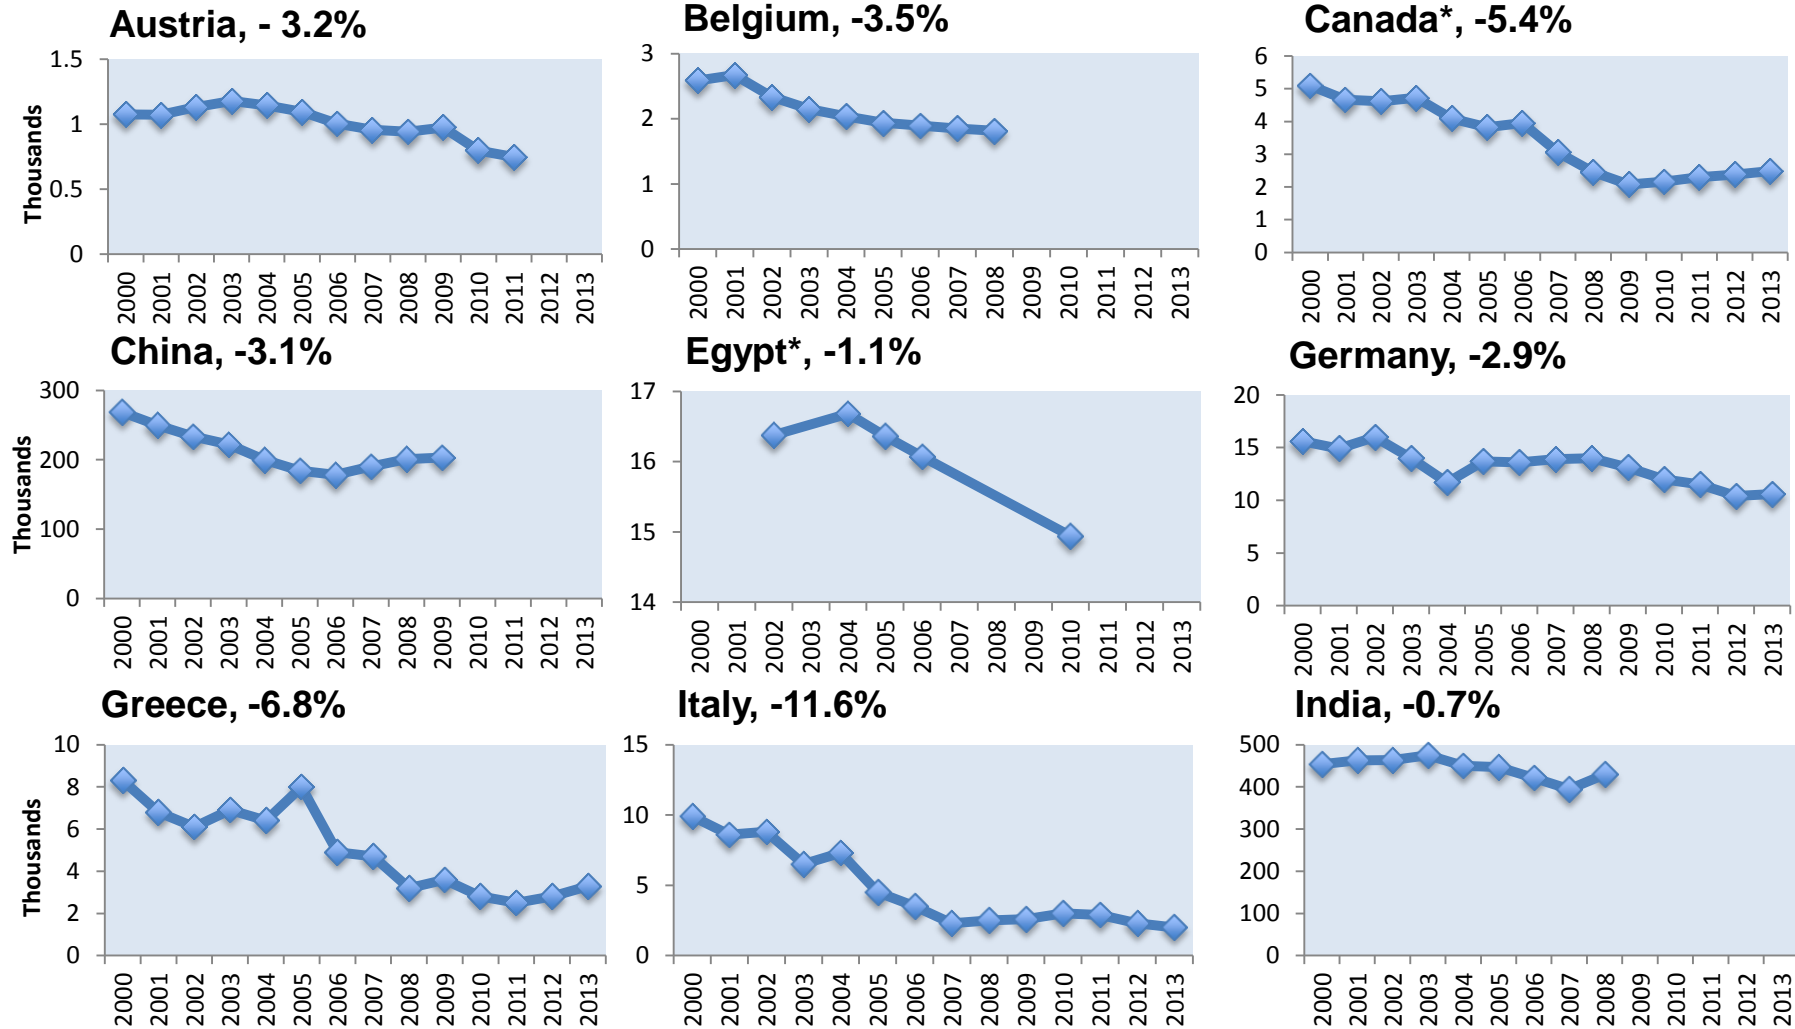 Austria, - 3.2%
Thousands
1.5
1
0.5
0
2000 2001 2002 2003 2004 2005 2006 2007 2008 2009 2010 2011 2012 2013
Belgium, -3.5%
3
2
1
0
2000 2001 2002 2003 2004 2005 2006 2007 2008 2009 2010 2011 2012 2013
Canada*, -5.4%
6
5
4
3
2
1
0
2000 2001 2002 2003 2004 2005 2006 2007 2008 2009 2010 2011 2012 2013
China, -3.1%
Thousands
300
200
100
0
2000 2001 2002 2003 2004 2005 2006 2007 2008 2009 2010 2011 2012 2013
Egypt*, -1.1%
17
16
15
14
2000 2001 2002 2003 2004 2005 2006 2007 2008 2009 2010 2011 2012 2013
Germany, -2.9%
20
15
10
5
0
2000 2001 2002 2003 2004 2005 2006 2007 2008 2009 2010 2011 2012 2013
Greece, -6.8%
Thousands
10
8
6
4
2
0
2000 2001 2002 2003 2004 2005 2006 2007 2008 2009 2010 2011 2012 2013
Italy, -11.6%
15
10
5
0
2000 2001 2002 2003 2004 2005 2006 2007 2008 2009 2010 2011 2012 2013
India, -0.7%
500
400
300
200
100
0
2000 2001 2002 2003 2004 2005 2006 2007 2008 2009 2010 2011 2012 2013